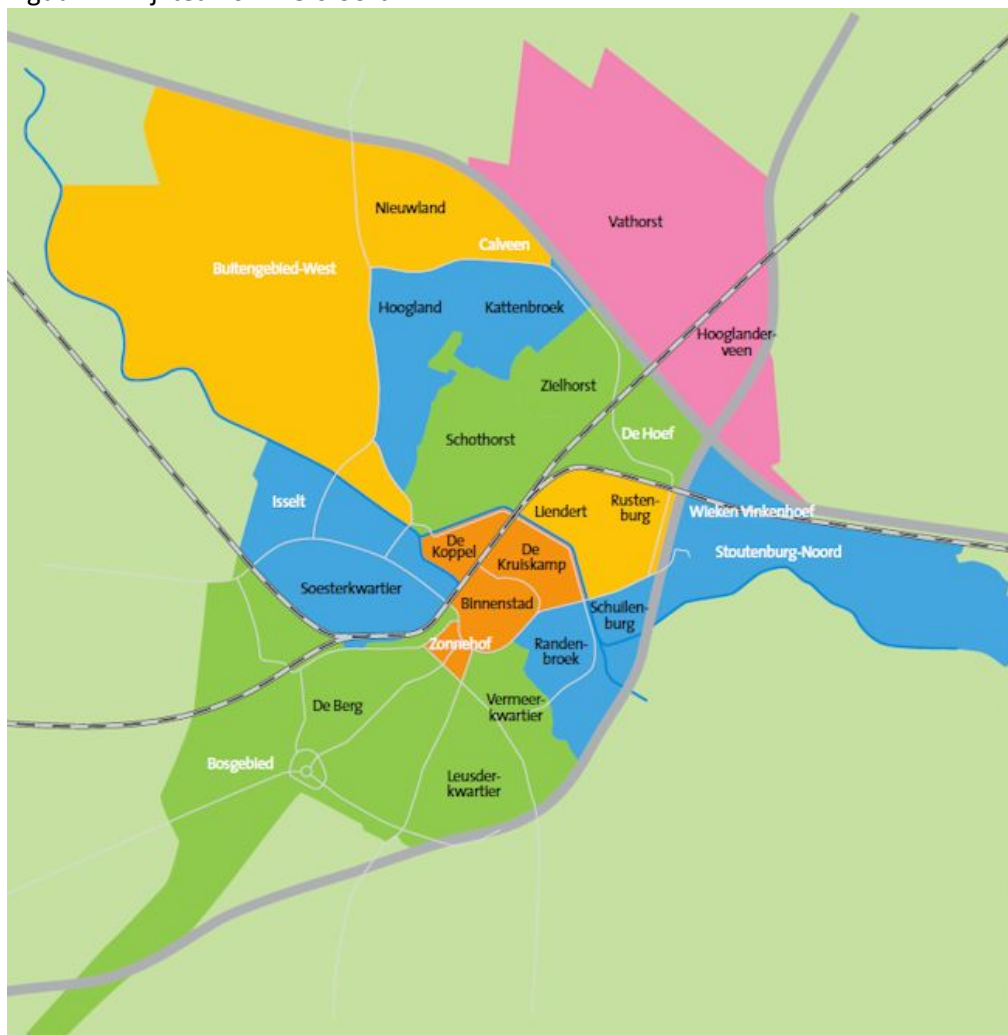 Nieuwland
Vathorst
Calveen
Buitengebied-West
Hoogland
Kattenbroek
Hooglander-
veen
Zielhorst
De Hoef
Schothorst
Isselt
Liendert
Rusten-
burg
Wieken Vinkenhoef
Stoutenburg-Noord
De
Koppel
De
Kruiskamp
Soesterkwartier
Binnenstad
Schuilen-
burg
Zonnehof
Randen-
broek
De Berg
Vermeer-
kwartier
Bosgebied
Leusder-
kwartier